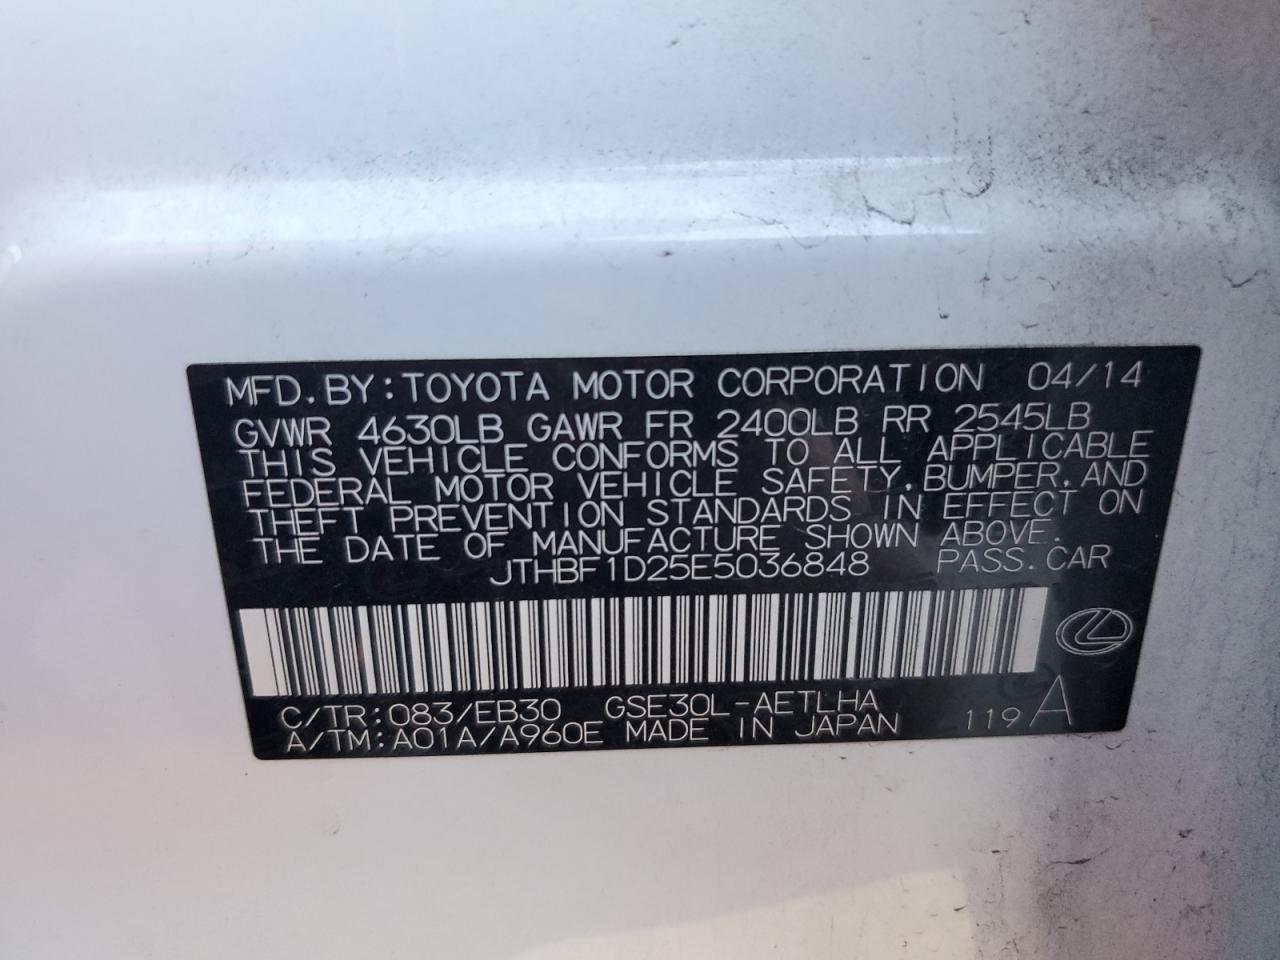 MFD. BY: TOYOTA MOTOR CORPORATION 04/14
GVWR 4630LB GAWR FR 2400LB RR 2545LB
THIS VEHICLE CONFORMS TO ALL APPLICABLE
FEDERAL MOTOR VEHICLE SAFETY, BUMPER, AND
THEFT PREVENTION STANDARDS IN EFFECT ON
THE DATE OF MANUFACTURE SHOWN ABOVE.
JTHBF1D25E5036848 PASS. CAR
C/TR: 083/EB30 GSE30L-AETLHA
A/TM: A01A/A960E MADE IN JAPAN 119 A